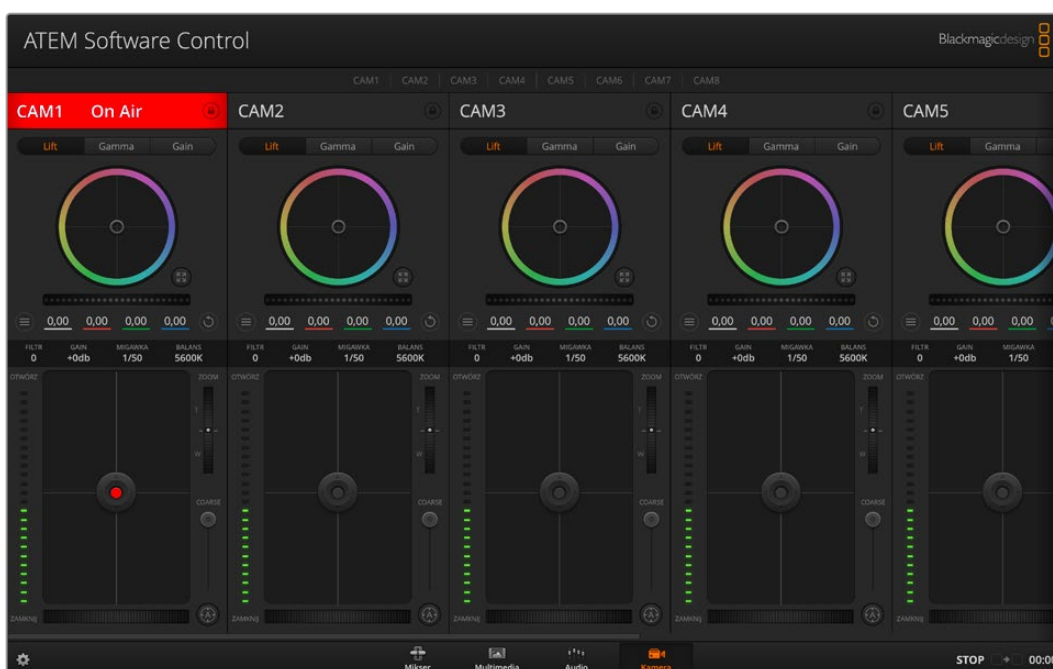 ATEM Software Control
Blackmagicdesign
CAM1 CAM2 CAM3 CAM4 CAM5 CAM6 CAM7 CAM8
CAM1 On Air CAM2 CAM3 CAM4 CAM5
Lift Gamma Gain Lift Gamma Gain Lift Gamma Gain Lift Gamma Gain Lift Gamma
0,00 0,00 0,00 0,00 0,00 0,00 0,00 0,00 0,00 0,00 0,00 0,00 0,00 0,00 0,00 0,00 0,00 0,00 0,00
FILTR GAIN MIGAWKA BALANS FILTR GAIN MIGAWKA BALANS FILTR GAIN MIGAWKA BALANS FILTR GAIN MIGAWKA BALANS FILTR GAIN MIGAWKA
0 +0db 1/50 5600K 0 +0db 1/50 5600K 0 +0db 1/50 5600K 0 +0db 1/50 5600K 0 +0db 1/50
OTWÓRZ ZOOM OTWÓRZ ZOOM OTWÓRZ ZOOM OTWÓRZ ZOOM OTWÓRZ
T T T T
W W W W
COARSE COARSE COARSE COARSE
ZAMKNIJ ZAMKNIJ ZAMKNIJ ZAMKNIJ ZAMKNIJ
Mikser Multimedia Audio Kamera
STOP